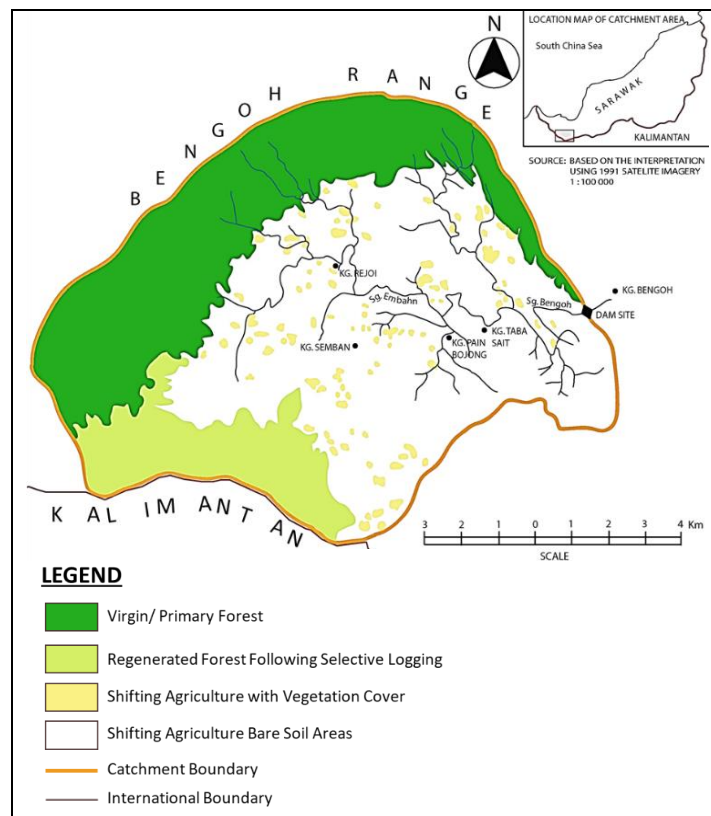 LOCATION MAP OF CATCHMENT AREA
South China Sea
SARAWAK
KALIMANTAN
N
SOURCE: BASED ON THE INTERPRETATION
USING 1991 SATELITE IMAGERY
1 : 100 000
BENGOH RANGE
KG. REJOI
Sg. Embahn
KG. SEMBAN
KG. PAIN
BOJONG
KG. TABA
SAIT
Sg. Bengoh
KG. BENGOH
DAM SITE
KALIMANTAN
3 2 1 0 1 2 3 4 Km
SCALE
LEGEND
Virgin/ Primary Forest
Regenerated Forest Following Selective Logging
Shifting Agriculture with Vegetation Cover
Shifting Agriculture Bare Soil Areas
Catchment Boundary
International Boundary